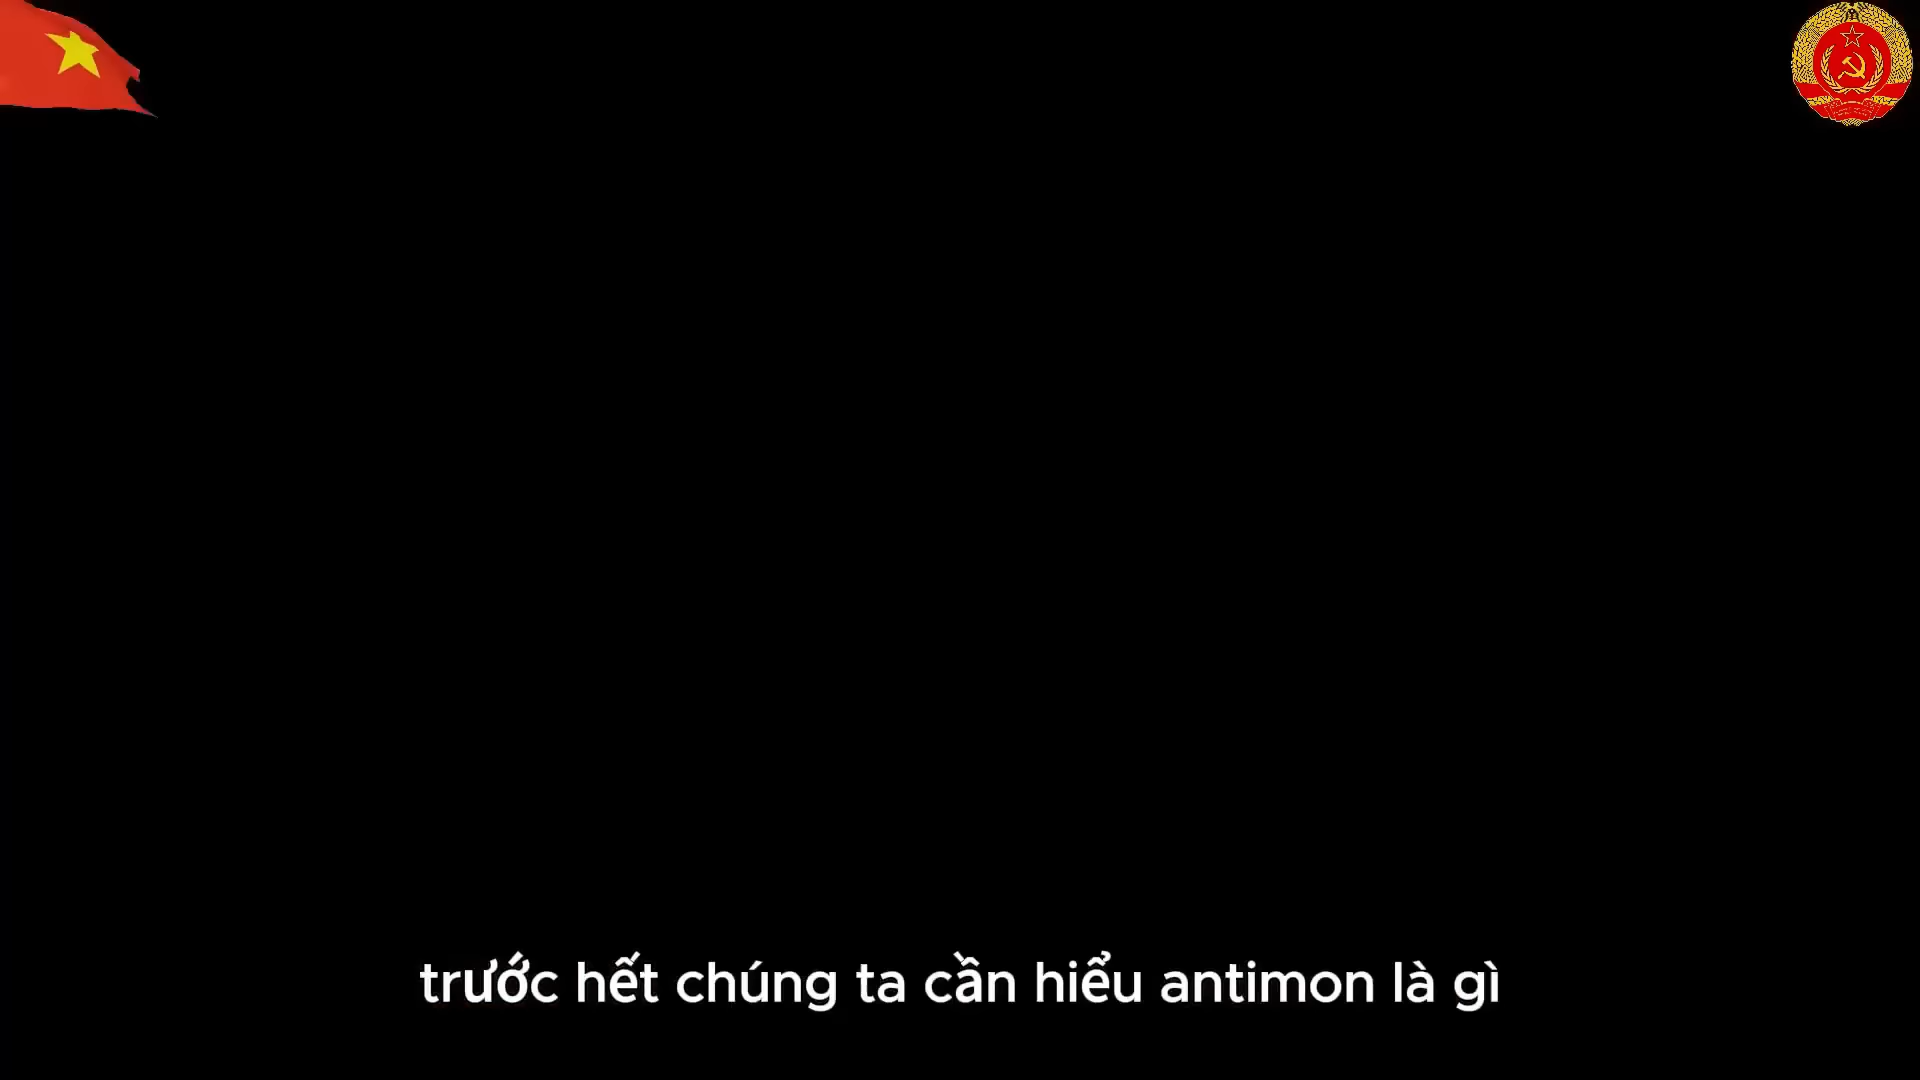 trước hết chúng ta cần hiểu antimon là gì